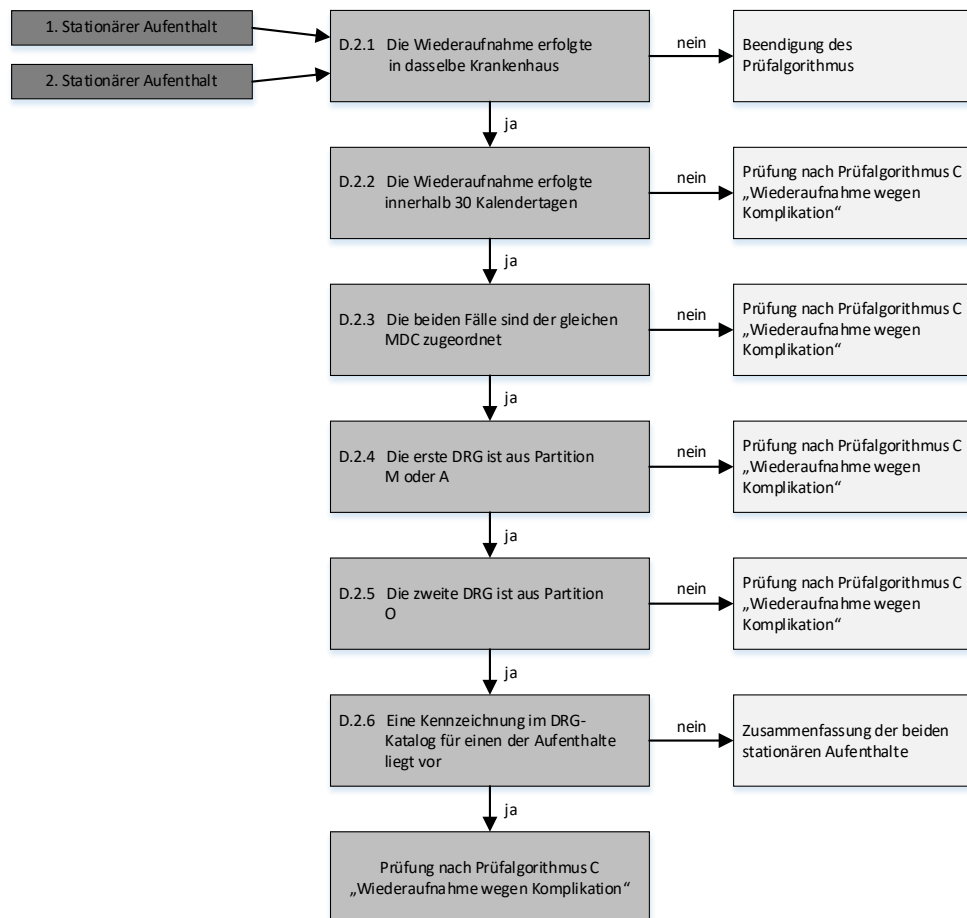 1. Stationärer Aufenthalt
2. Stationärer Aufenthalt
D.2.1 Die Wiederaufnahme erfolgte
in dasselbe Krankenhaus
nein
Beendigung des
Prüfalgorithmus
ja
D.2.2 Die Wiederaufnahme erfolgte
innerhalb 30 Kalendertagen
nein
Prüfung nach Prüfalgorithmus C
„Wiederaufnahme wegen
Komplikation“
ja
D.2.3 Die beiden Fälle sind der gleichen
MDC zugeordnet
nein
Prüfung nach Prüfalgorithmus C
„Wiederaufnahme wegen
Komplikation“
ja
D.2.4 Die erste DRG ist aus Partition
M oder A
nein
Prüfung nach Prüfalgorithmus C
„Wiederaufnahme wegen
Komplikation“
ja
D.2.5 Die zweite DRG ist aus Partition
O
nein
Prüfung nach Prüfalgorithmus C
„Wiederaufnahme wegen
Komplikation“
ja
D.2.6 Eine Kennzeichnung im DRG-
Katalog für einen der Aufenthalte
liegt vor
nein
Zusammenfassung der beiden
stationären Aufenthalte
ja
Prüfung nach Prüfalgorithmus C
„Wiederaufnahme wegen Komplikation“